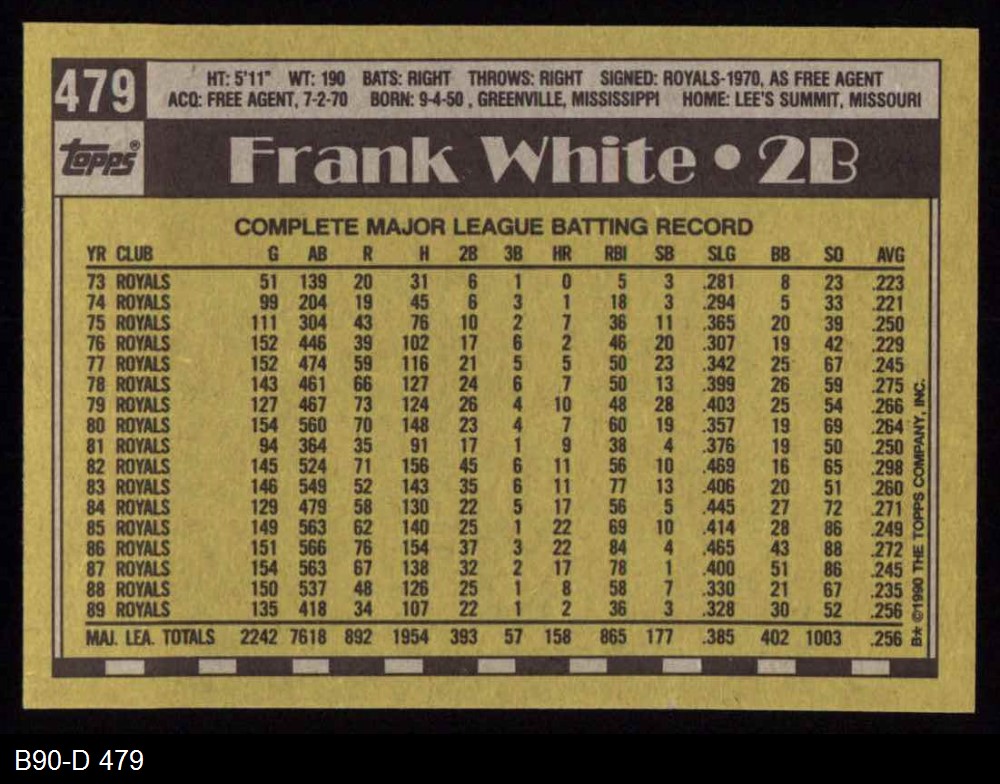 479
HT: 5'11" WT: 190 BATS: RIGHT THROWS: RIGHT SIGNED: ROYALS-1970, AS FREE AGENT
ACQ: FREE AGENT, 7-2-70 BORN: 9-4-50, GREENVILLE, MISSISSIPPI HOME: LEE'S SUMMIT, MISSOURI
topps®
Frank White • 2B
COMPLETE MAJOR LEAGUE BATTING RECORD
YR CLUB G AB R H 2B 3B HR RBI SB SLG BB SO AVG
73 ROYALS 51 139 20 31 6 1 0 5 3 .281 8 23 .223
74 ROYALS 99 204 19 45 6 3 1 18 3 .294 5 33 .221
75 ROYALS 111 304 43 76 10 2 7 36 11 .365 20 39 .250
76 ROYALS 152 446 39 102 17 6 2 46 20 .307 19 42 .229
77 ROYALS 152 474 59 116 21 5 5 50 23 .342 25 67 .245
78 ROYALS 143 461 66 127 24 6 7 50 13 .399 26 59 .275
79 ROYALS 127 467 73 124 26 4 10 48 28 .403 25 54 .266
80 ROYALS 154 560 70 148 23 4 7 60 19 .357 19 69 .264
81 ROYALS 94 364 35 91 17 1 9 38 4 .376 19 50 .250
82 ROYALS 145 524 71 156 45 6 11 56 10 .469 16 65 .298
83 ROYALS 146 549 52 143 35 6 11 77 13 .406 20 51 .260
84 ROYALS 129 479 58 130 22 5 17 56 5 .445 27 72 .271
85 ROYALS 149 563 62 140 25 1 22 69 10 .414 28 86 .249
86 ROYALS 151 566 76 154 37 3 22 84 4 .465 43 88 .272
87 ROYALS 154 563 67 138 32 2 17 78 1 .400 51 86 .245
88 ROYALS 150 537 48 126 25 1 8 58 7 .330 21 67 .235
89 ROYALS 135 418 34 107 22 1 2 36 3 .328 30 52 .256
MAJ. LEA. TOTALS 2242 7618 892 1954 393 57 158 865 177 .385 402 1003 .256
B★ ©1990 THE TOPPS COMPANY, INC.
B90-D 479